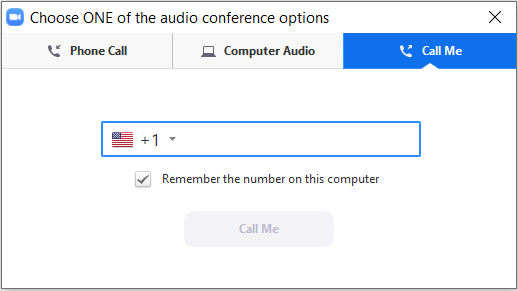 Choose ONE of the audio conference options
Phone Call
Computer Audio
Call Me
+1
Remember the number on this computer
Call Me